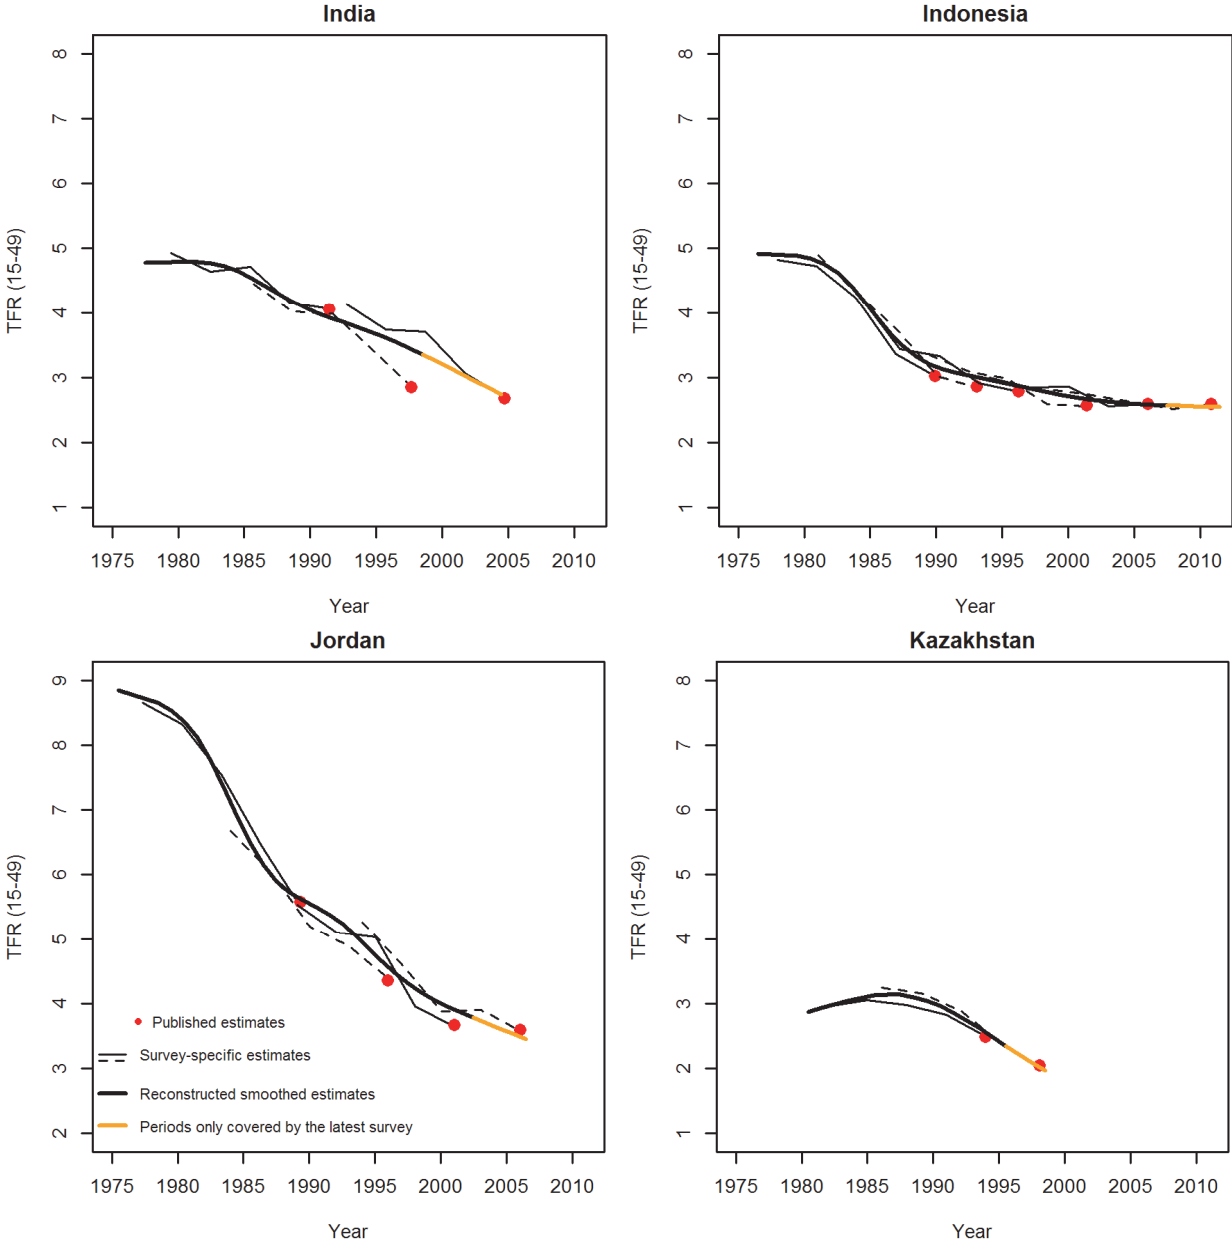 India
8
7
6
5
4
3
2
1
TFR (15-49)
1975 1980 1985 1990 1995 2000 2005 2010
Year
Indonesia
8
7
6
5
4
3
2
1
TFR (15-49)
1975 1980 1985 1990 1995 2000 2005 2010
Year
Jordan
9
8
7
6
5
4
3
2
TFR (15-49)
Published estimates
Survey-specific estimates
Reconstructed smoothed estimates
Periods only covered by the latest survey
1975 1980 1985 1990 1995 2000 2005 2010
Year
Kazakhstan
8
7
6
5
4
3
2
1
TFR (15-49)
1975 1980 1985 1990 1995 2000 2005 2010
Year